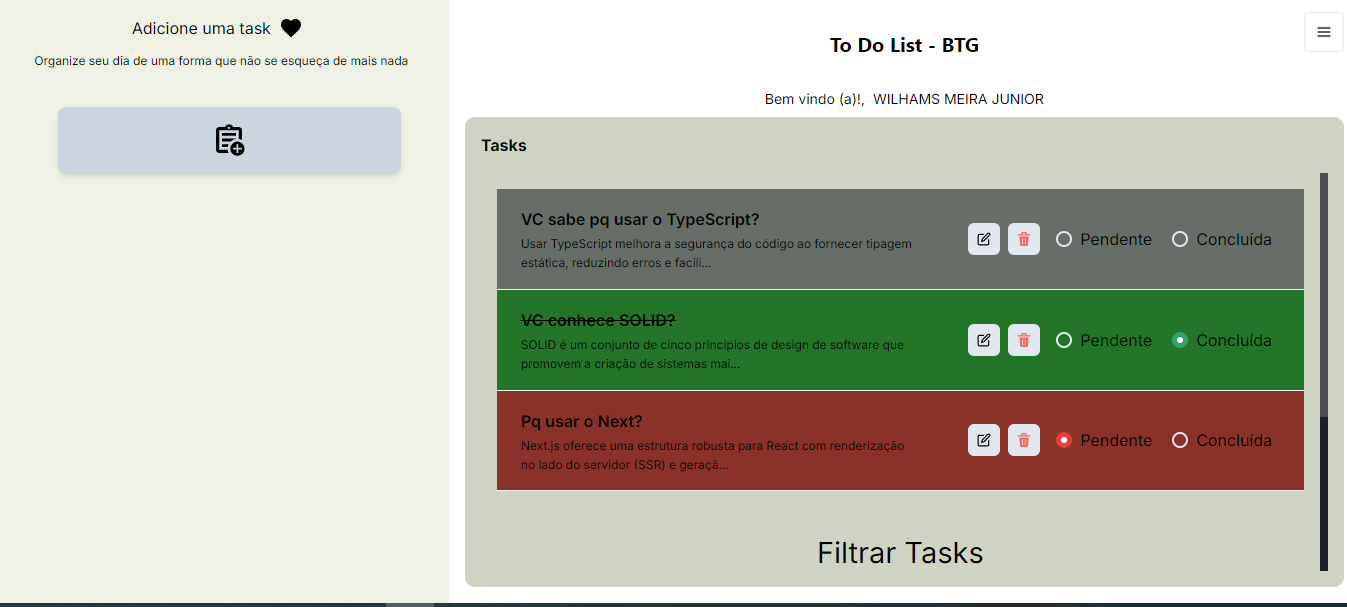 Adicione uma task
Organize seu dia de uma forma que não se esqueça de mais nada
To Do List - BTG
Bem vindo (a)!, WILHAMS MEIRA JUNIOR
Tasks
VC sabe pq usar o TypeScript?
Usar TypeScript melhora a segurança do código ao fornecer tipagem
estática, reduzindo erros e facili...
Pendente
Concluída
VC conhece SOLID?
SOLID é um conjunto de cinco princípios de design de software que
promovem a criação de sistemas mai...
Pendente
Concluída
Pq usar o Next?
Next.js oferece uma estrutura robusta para React com renderização
no lado do servidor (SSR) e geraçã...
Pendente
Concluída
Filtrar Tasks